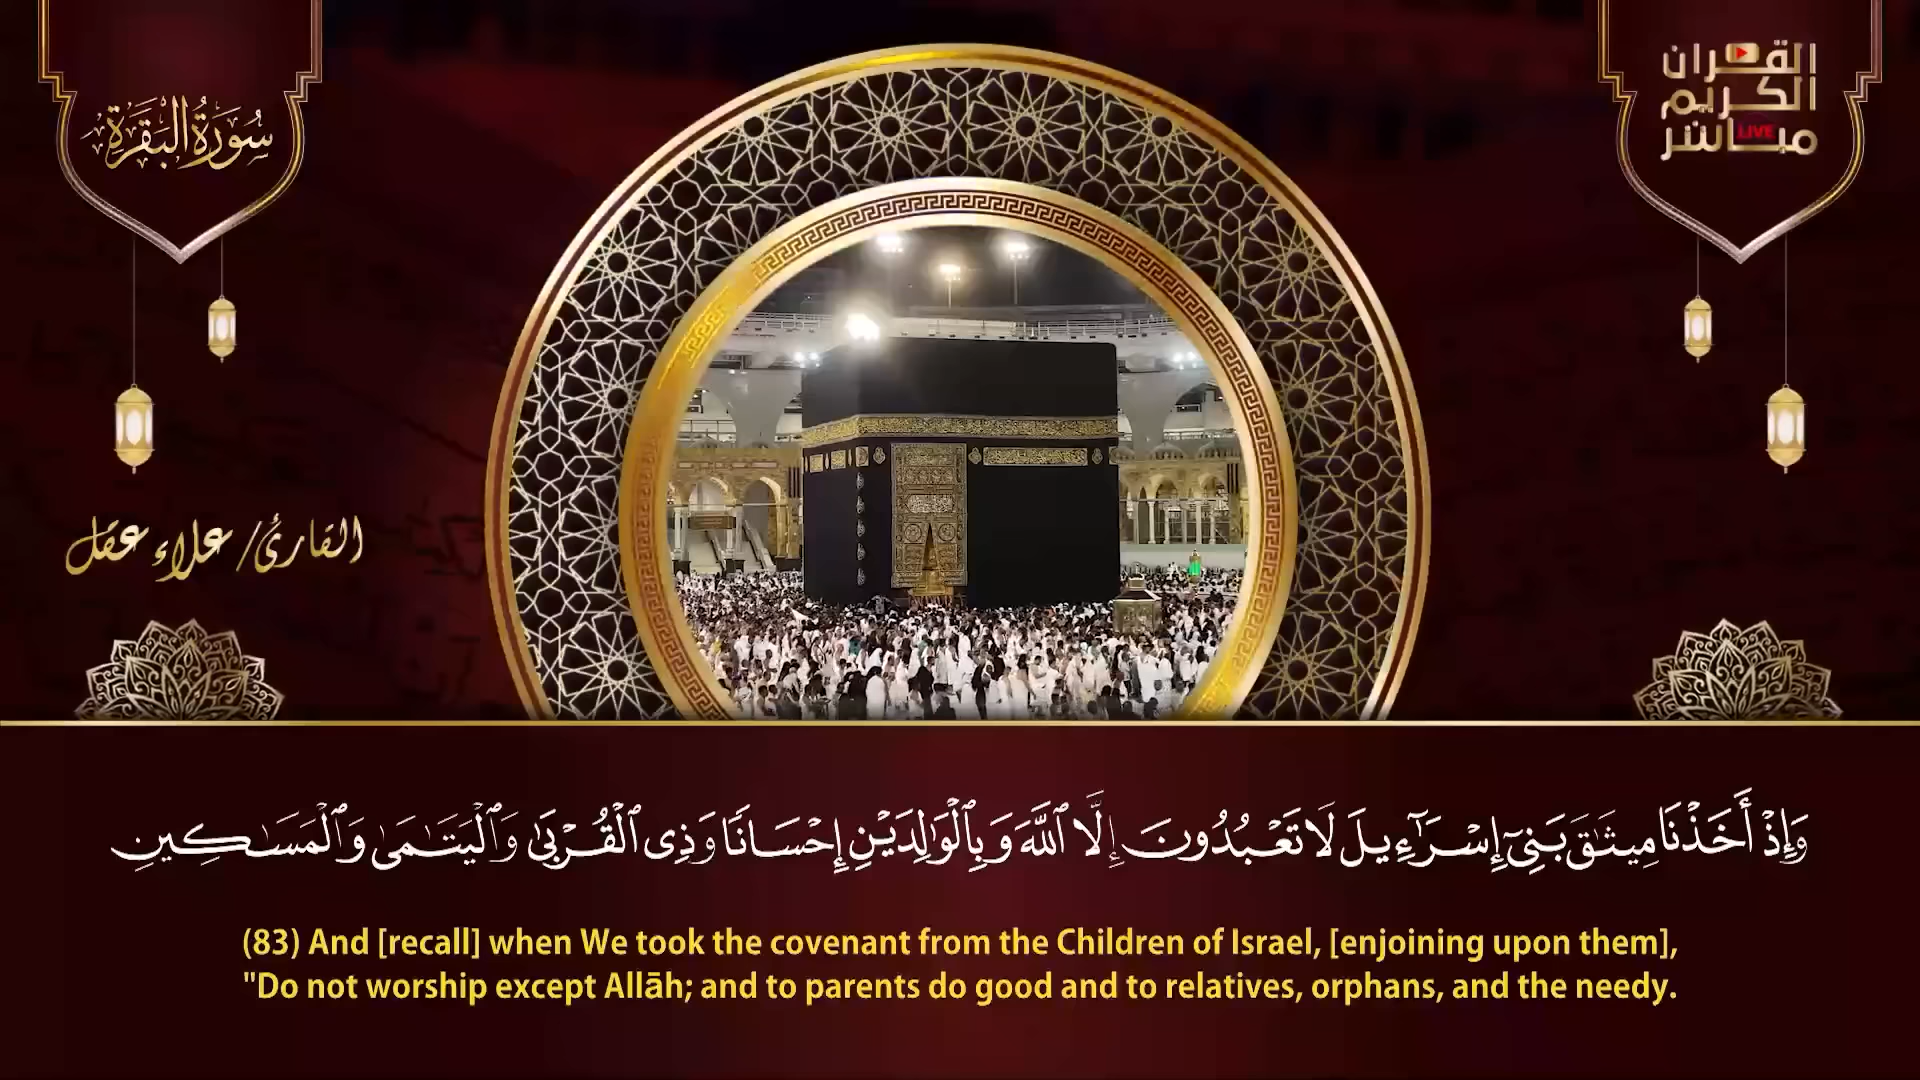 سُورَةُ البَقَرَةِ
القرآن
الكريم
مباشر
LIVE
القارئ/ علاء عقل
وَإِذْ أَخَذْنَا مِيثَٰقَ بَنِىٓ إِسْرَٰٓءِيلَ لَا تَعْبُدُونَ إِلَّا ٱللَّهَ وَبِٱلْوَٰلِدَيْنِ إِحْسَانًا وَذِى ٱلْقُرْبَىٰ وَٱلْيَتَٰمَىٰ وَٱلْمَسَٰكِينِ
(83) And [recall] when We took the covenant from the Children of Israel, [enjoining upon them],
"Do not worship except Allāh; and to parents do good and to relatives, orphans, and the needy.